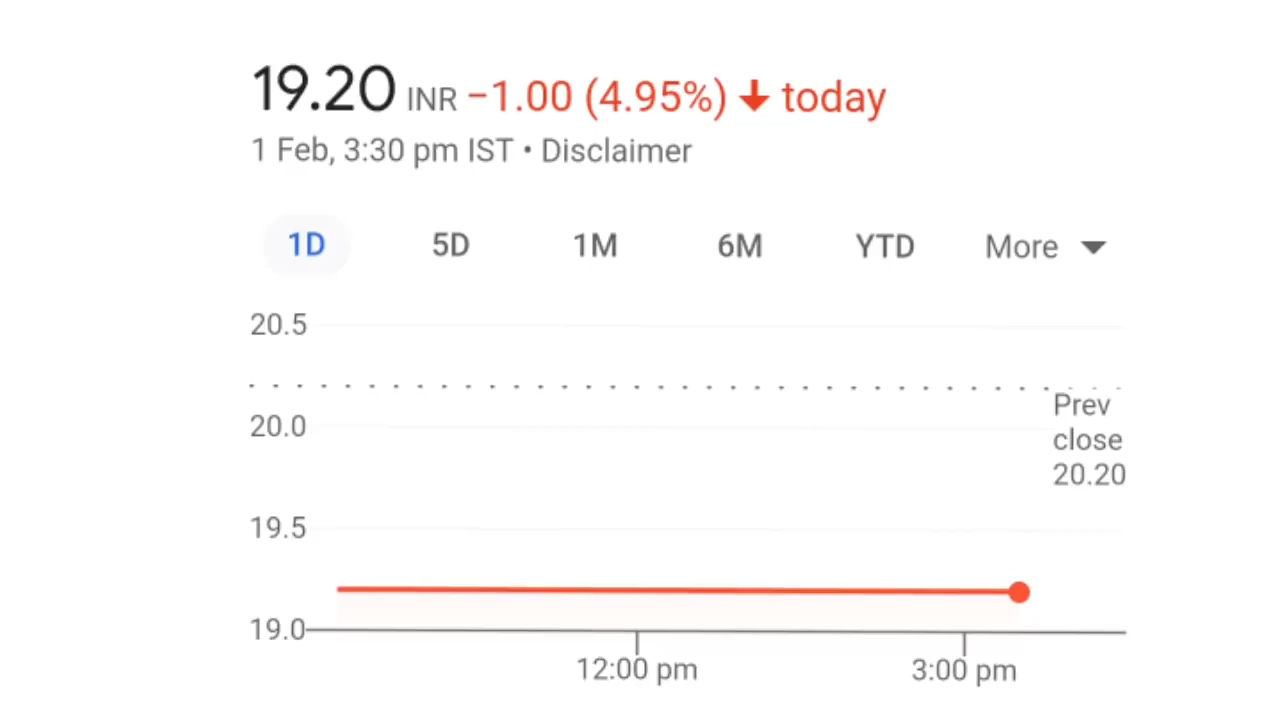 19.20 INR −1.00 (4.95%) ↓ today
1 Feb, 3:30 pm IST • Disclaimer
1D 5D 1M 6M YTD More
20.5
20.0
19.5
19.0
Prev
close
20.20
12:00 pm 3:00 pm